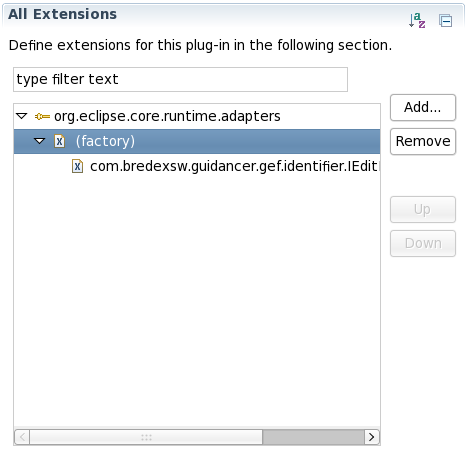 All Extensions
Define extensions for this plug-in in the following section.
type filter text
Add...
org.eclipse.core.runtime.adapters
(factory)
Remove
com.bredexsw.guidancer.gef.identifier.IEdit
Up
Down